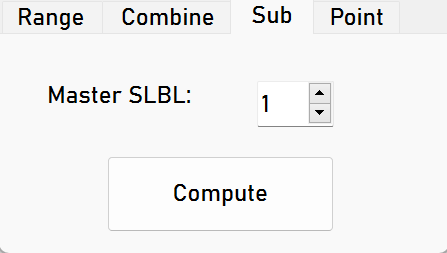 Range Combine Sub Point
Master SLBL: 1
Compute